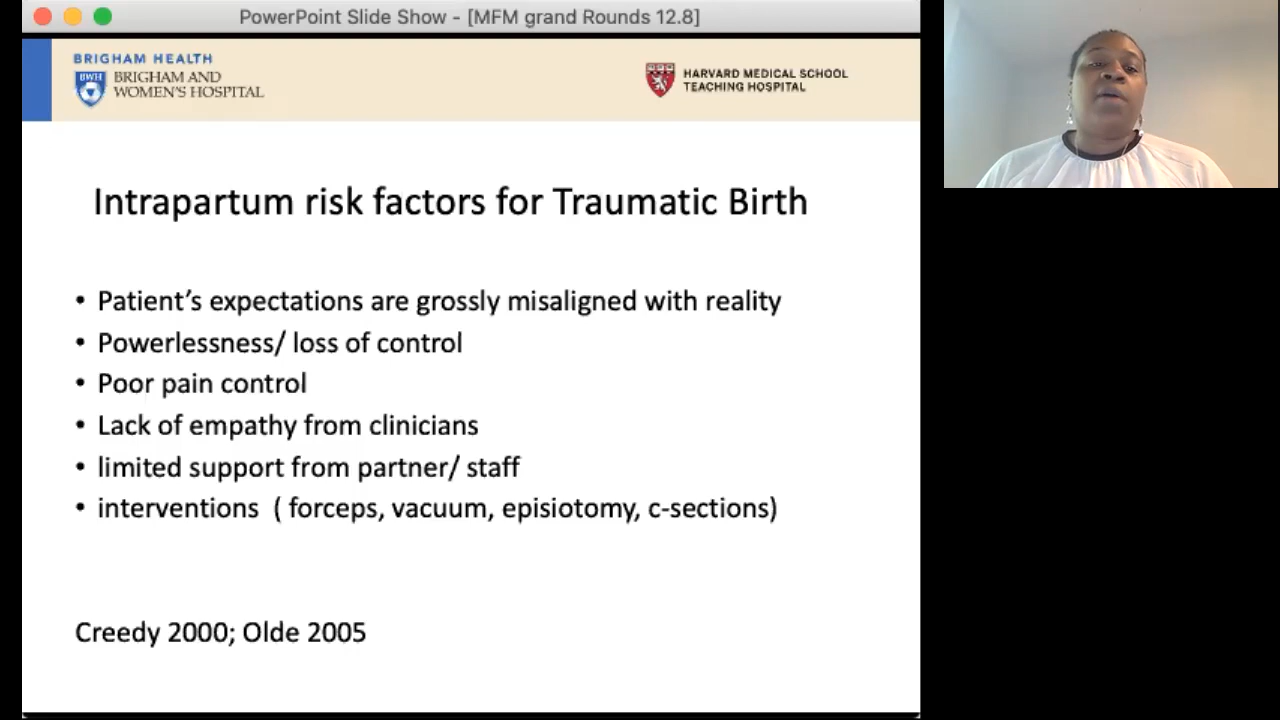 PowerPoint Slide Show - [MFM grand Rounds 12.8]
BRIGHAM HEALTH
BWH
BRIGHAM AND
WOMEN'S HOSPITAL
HARVARD MEDICAL SCHOOL
TEACHING HOSPITAL
Intrapartum risk factors for Traumatic Birth
• Patient's expectations are grossly misaligned with reality
• Powerlessness/ loss of control
• Poor pain control
• Lack of empathy from clinicians
• limited support from partner/ staff
• interventions ( forceps, vacuum, episiotomy, c-sections)
Creedy 2000; Olde 2005